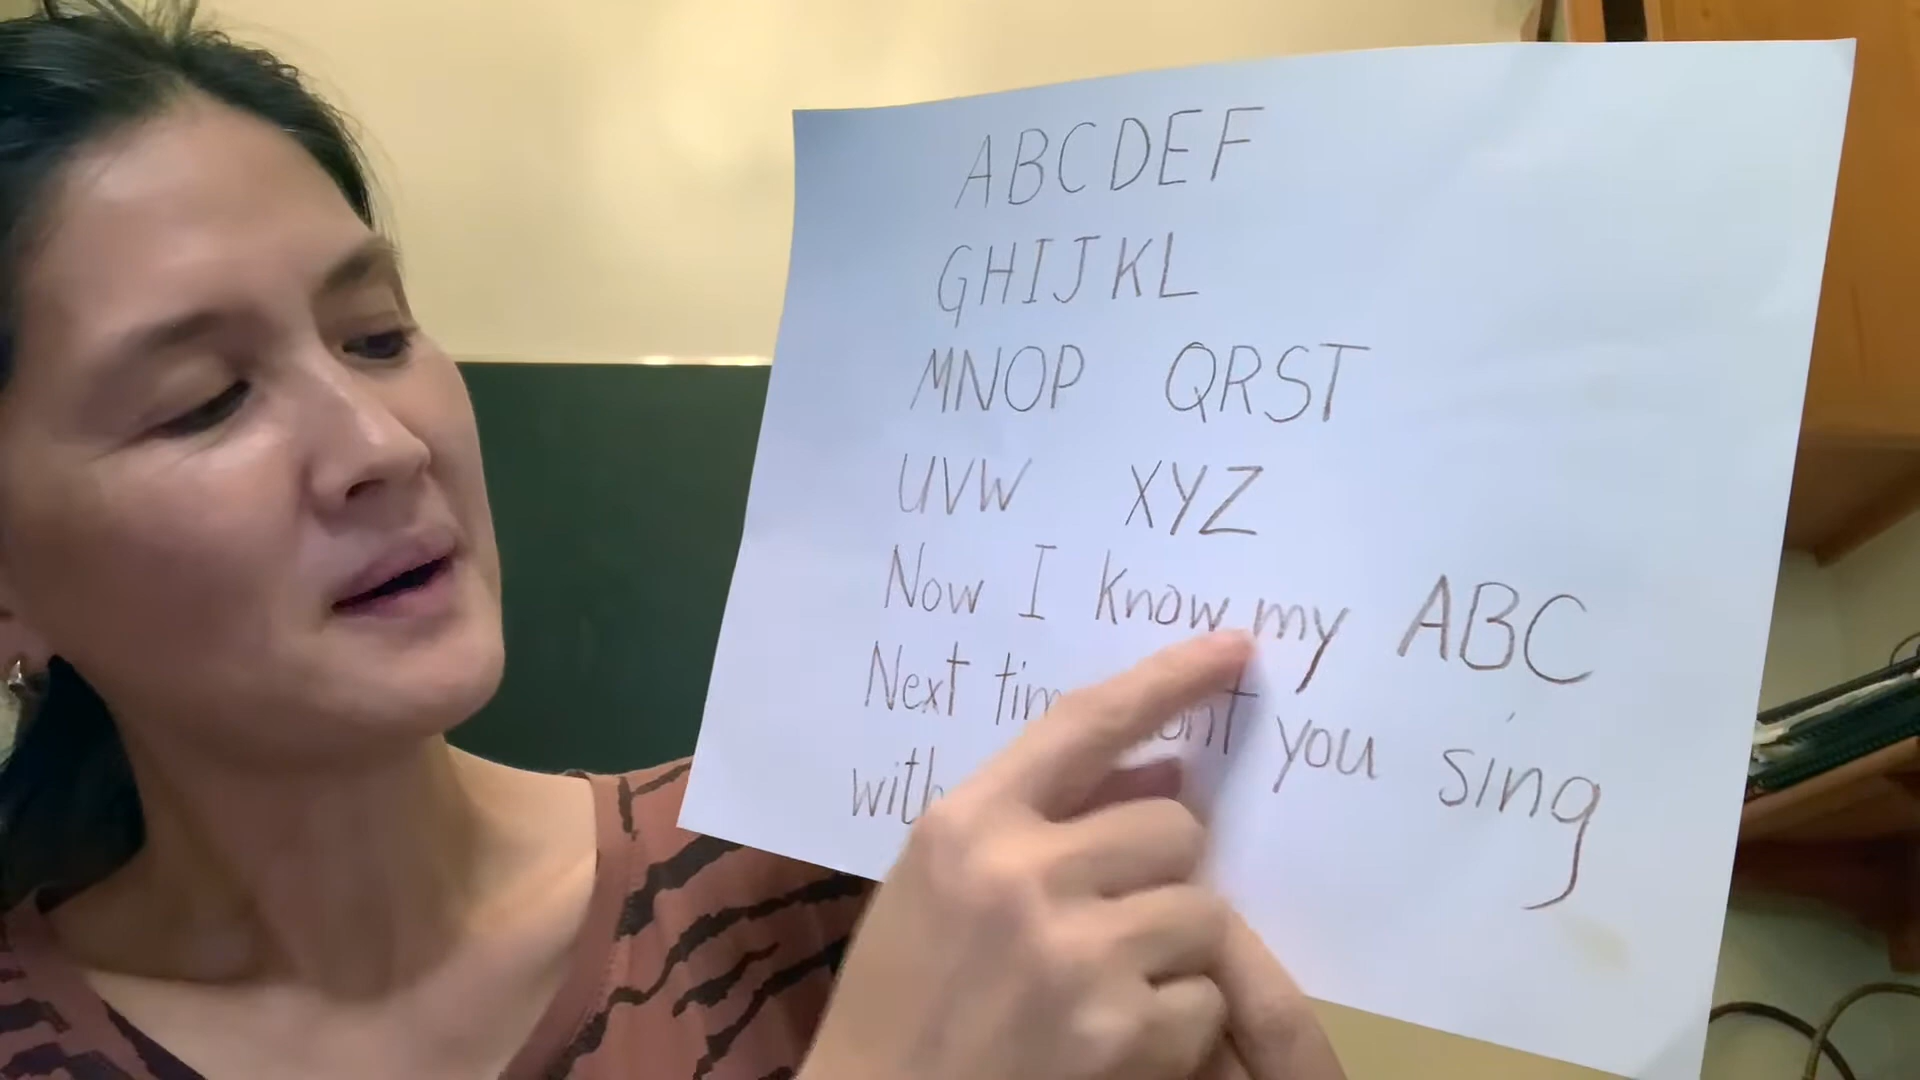 ABCDEF
GHIJKL
MNOP QRST
UVW XYZ
Now I know my ABC
Next you sing